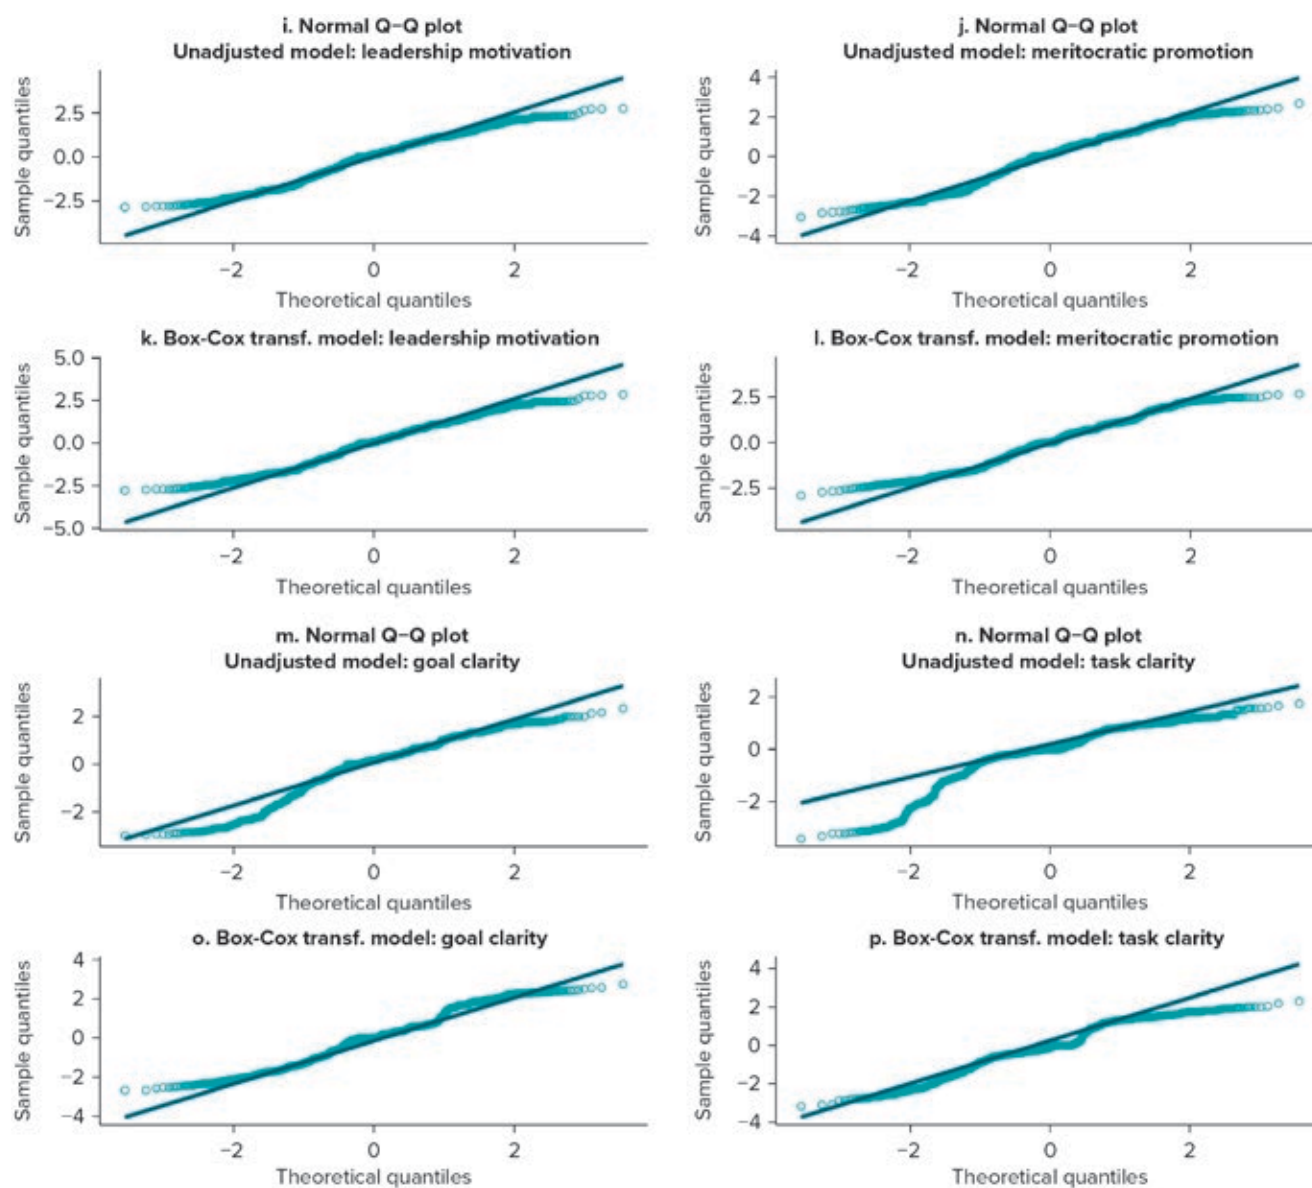 i. Normal Q–Q plot
Unadjusted model: leadership motivation
Sample quantiles
2.5
0.0
−2.5
−2
0
2
Theoretical quantiles
j. Normal Q–Q plot
Unadjusted model: meritocratic promotion
Sample quantiles
4
2
0
−2
−4
−2
0
2
Theoretical quantiles
k. Box-Cox transf. model: leadership motivation
Sample quantiles
5.0
2.5
0.0
−2.5
−5.0
−2
0
2
Theoretical quantiles
l. Box-Cox transf. model: meritocratic promotion
Sample quantiles
2.5
0.0
−2.5
−2
0
2
Theoretical quantiles
m. Normal Q–Q plot
Unadjusted model: goal clarity
Sample quantiles
2
0
−2
−2
0
2
Theoretical quantiles
n. Normal Q–Q plot
Unadjusted model: task clarity
Sample quantiles
2
0
−2
−2
0
2
Theoretical quantiles
o. Box-Cox transf. model: goal clarity
Sample quantiles
4
2
0
−2
−4
−2
0
2
Theoretical quantiles
p. Box-Cox transf. model: task clarity
Sample quantiles
4
2
0
−2
−4
−2
0
2
Theoretical quantiles